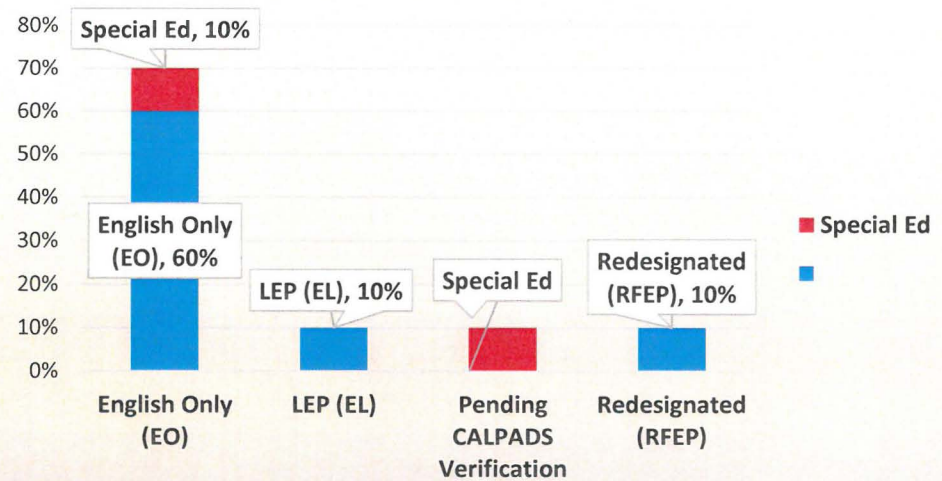 80%
70%
60%
50%
40%
30%
20%
10%
0%
Special Ed, 10%
English Only
(EO), 60%
LEP (EL), 10%
Special Ed
Redesignated
(RFEP), 10%
Special Ed
English Only
(EO)
LEP (EL)
Pending
CALPADS
Verification
Redesignated
(RFEP)